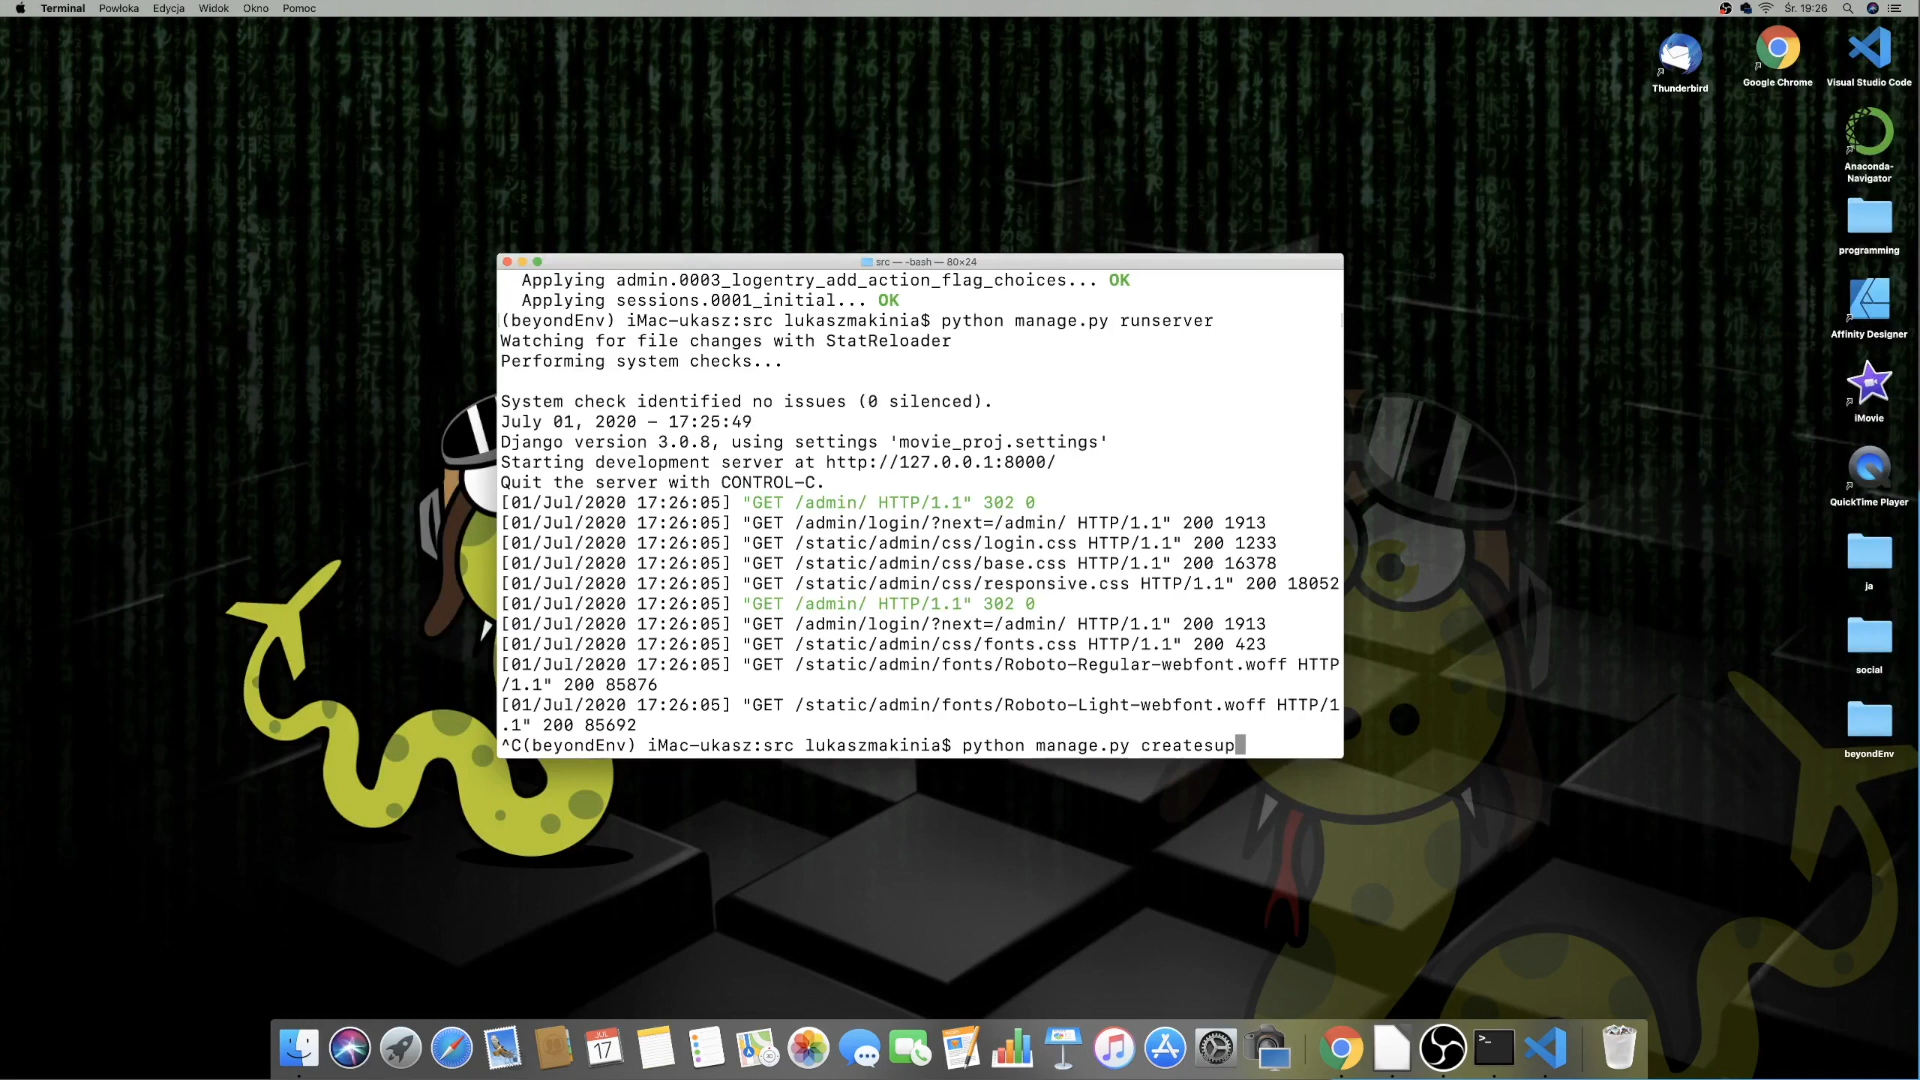 Terminal Powłoka Edycja Widok Okno Pomoc
Śr. 19:26
Thunderbird
Google Chrome
Visual Studio Code
Anaconda-
Navigator
programming
Affinity Designer
iMovie
QuickTime Player
ja
social
beyondEnv
src — -bash — 80×24
Applying admin.0003_logentry_add_action_flag_choices... OK
Applying sessions.0001_initial... OK
(beyondEnv) iMac-ukasz:src lukaszmakinia$ python manage.py runserver
Watching for file changes with StatReloader
Performing system checks...
System check identified no issues (0 silenced).
July 01, 2020 - 17:25:49
Django version 3.0.8, using settings 'movie_proj.settings'
Starting development server at http://127.0.0.1:8000/
Quit the server with CONTROL-C.
[01/Jul/2020 17:26:05] "GET /admin/ HTTP/1.1" 302 0
[01/Jul/2020 17:26:05] "GET /admin/login/?next=/admin/ HTTP/1.1" 200 1913
[01/Jul/2020 17:26:05] "GET /static/admin/css/login.css HTTP/1.1" 200 1233
[01/Jul/2020 17:26:05] "GET /static/admin/css/base.css HTTP/1.1" 200 16378
[01/Jul/2020 17:26:05] "GET /static/admin/css/responsive.css HTTP/1.1" 200 18052
[01/Jul/2020 17:26:05] "GET /admin/ HTTP/1.1" 302 0
[01/Jul/2020 17:26:05] "GET /admin/login/?next=/admin/ HTTP/1.1" 200 1913
[01/Jul/2020 17:26:05] "GET /static/admin/css/fonts.css HTTP/1.1" 200 423
[01/Jul/2020 17:26:05] "GET /static/admin/fonts/Roboto-Regular-webfont.woff HTTP
/1.1" 200 85876
[01/Jul/2020 17:26:05] "GET /static/admin/fonts/Roboto-Light-webfont.woff HTTP/1
.1" 200 85692
^C(beyondEnv) iMac-ukasz:src lukaszmakinia$ python manage.py createsup
JUL
17